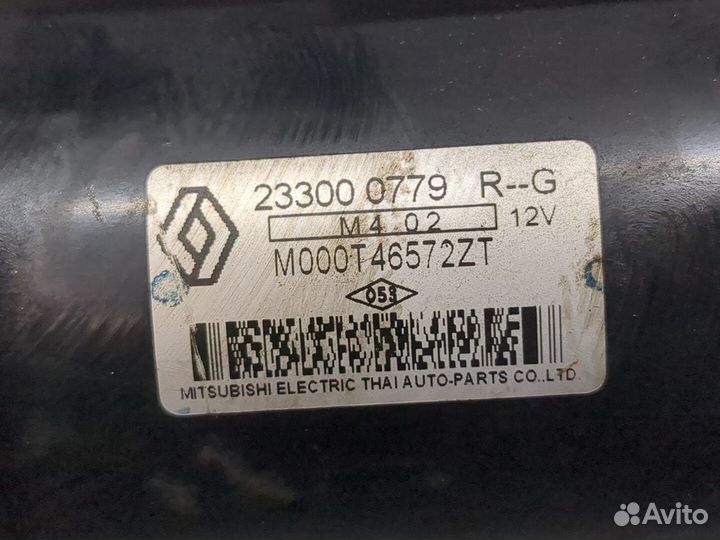 23300 0779 R--G
M4 02 12V
M000T46572ZT
053
MITSUBISHI ELECTRIC THAI AUTO-PARTS CO.,LTD.
Avito